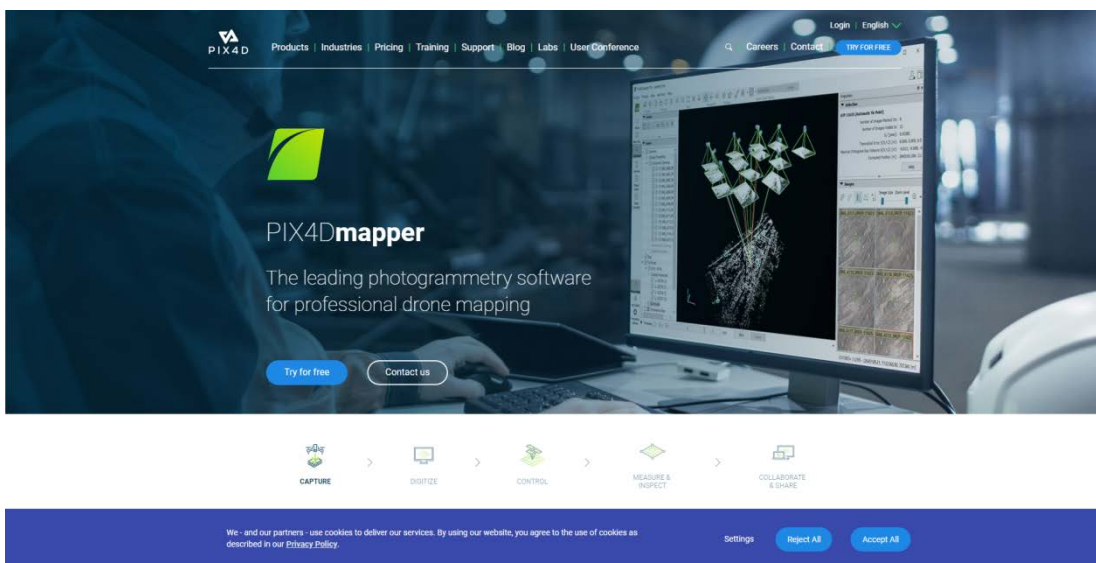 Login | English
PIX4D
Products | Industries | Pricing | Training | Support | Blog | Labs | User Conference
Careers | Contact
TRY FOR FREE
PIX4Dmapper
The leading photogrammetry software
for professional drone mapping
Try for free
Contact us
CAPTURE
DIGITIZE
CONTROL
MEASURE &
INSPECT
COLLABORATE
& SHARE
We - and our partners - use cookies to deliver our services. By using our website, you agree to the use of cookies as
described in our Privacy Policy.
Settings
Reject All
Accept All